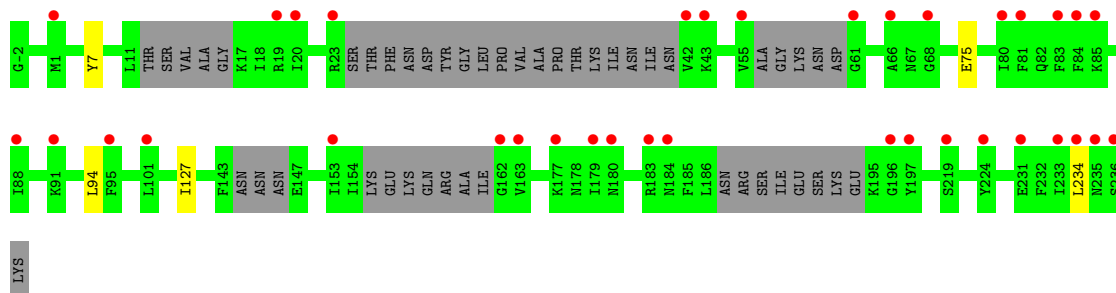 G-2 M1 Y7 L11 THR SER VAL ALA GLY K17 I18 R19 I20 R23 SER THR PHE ASN ASP TYR GLY LEU PRO VAL ALA PRO THR LYS ILE ASN ILE ASN V42 K43 V55 ALA GLY LYS ASN ASP G61 A66 N67 G68 E75 I80 F81 Q82 F83 F84 K85
I88 K91 L94 F95 L101 I127 F143 ASN ASN ASN E147 I153 I154 LYS GLU LYS GLN ARG ALA ILE G162 V163 K177 N178 I179 N180 R183 N184 F185 L186 ASN ARG SER ILE GLU SER LYS GLU K195 G196 Y197 S219 Y224 E231 F232 I233 L234 N235 S236
LYS